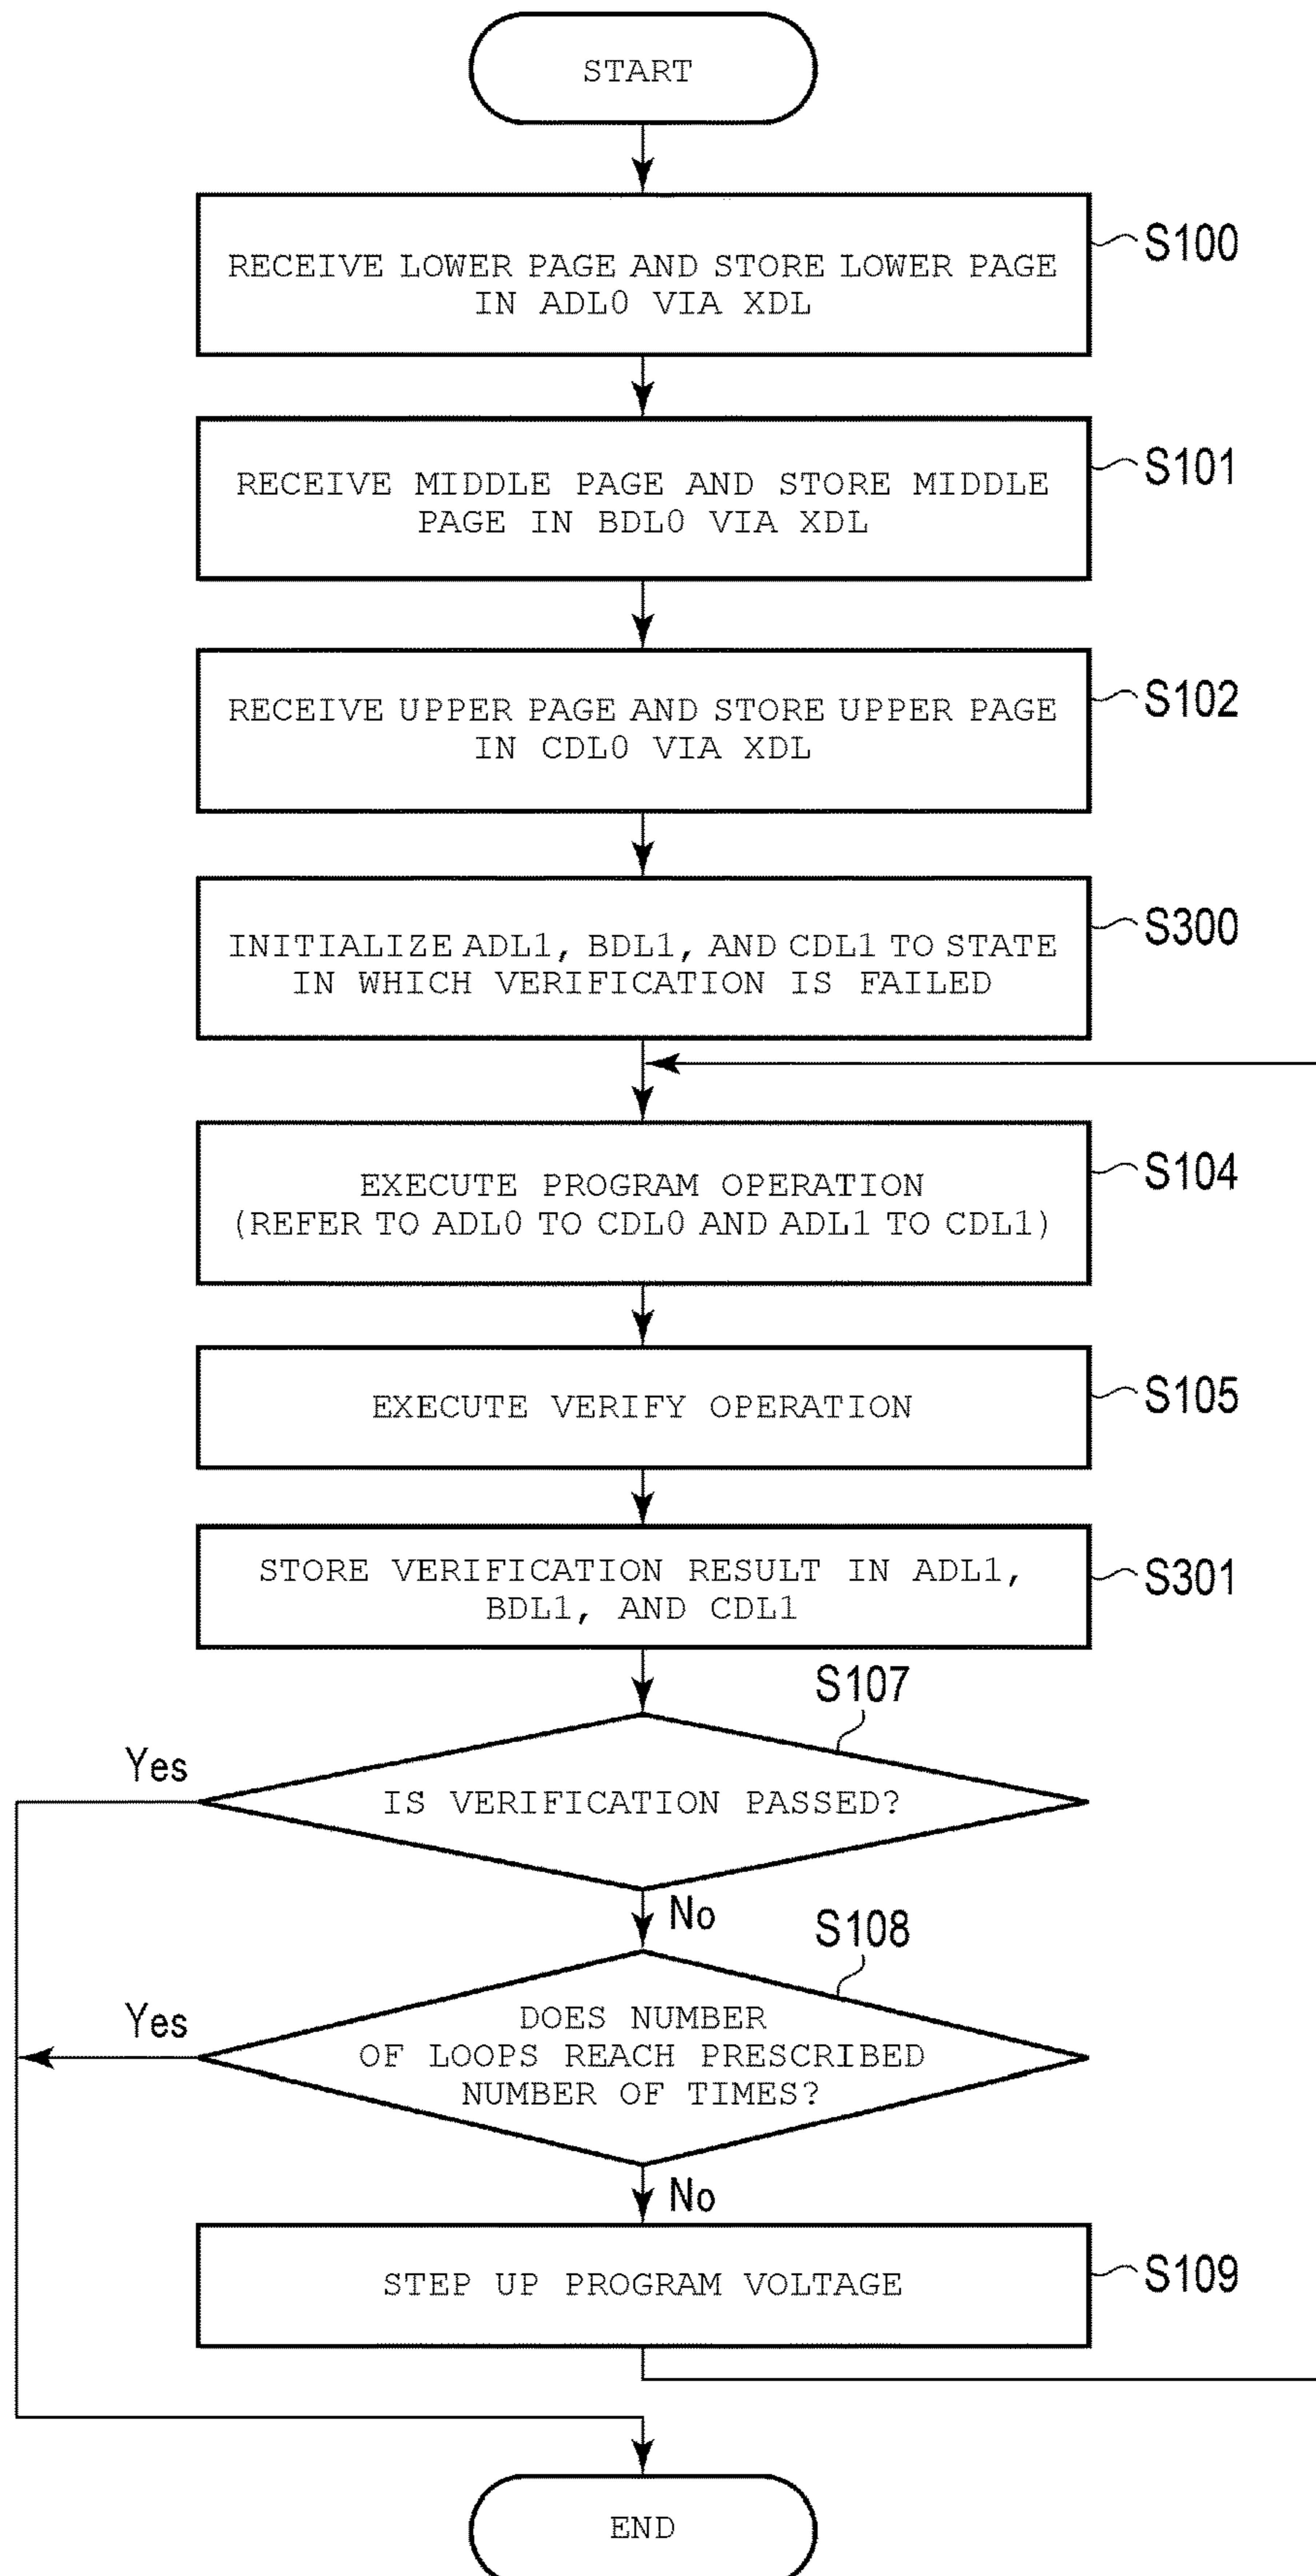 START
RECEIVE LOWER PAGE AND STORE LOWER PAGE
IN ADL0 VIA XDL
S100
RECEIVE MIDDLE PAGE AND STORE MIDDLE
PAGE IN BDL0 VIA XDL
S101
RECEIVE UPPER PAGE AND STORE UPPER PAGE
IN CDL0 VIA XDL
S102
INITIALIZE ADL1, BDL1, AND CDL1 TO STATE
IN WHICH VERIFICATION IS FAILED
S300
EXECUTE PROGRAM OPERATION
(REFER TO ADL0 TO CDL0 AND ADL1 TO CDL1)
S104
EXECUTE VERIFY OPERATION
S105
STORE VERIFICATION RESULT IN ADL1,
BDL1, AND CDL1
S301
S107
Yes
IS VERIFICATION PASSED?
No
S108
Yes
DOES NUMBER
OF LOOPS REACH PRESCRIBED
NUMBER OF TIMES?
No
STEP UP PROGRAM VOLTAGE
S109
END